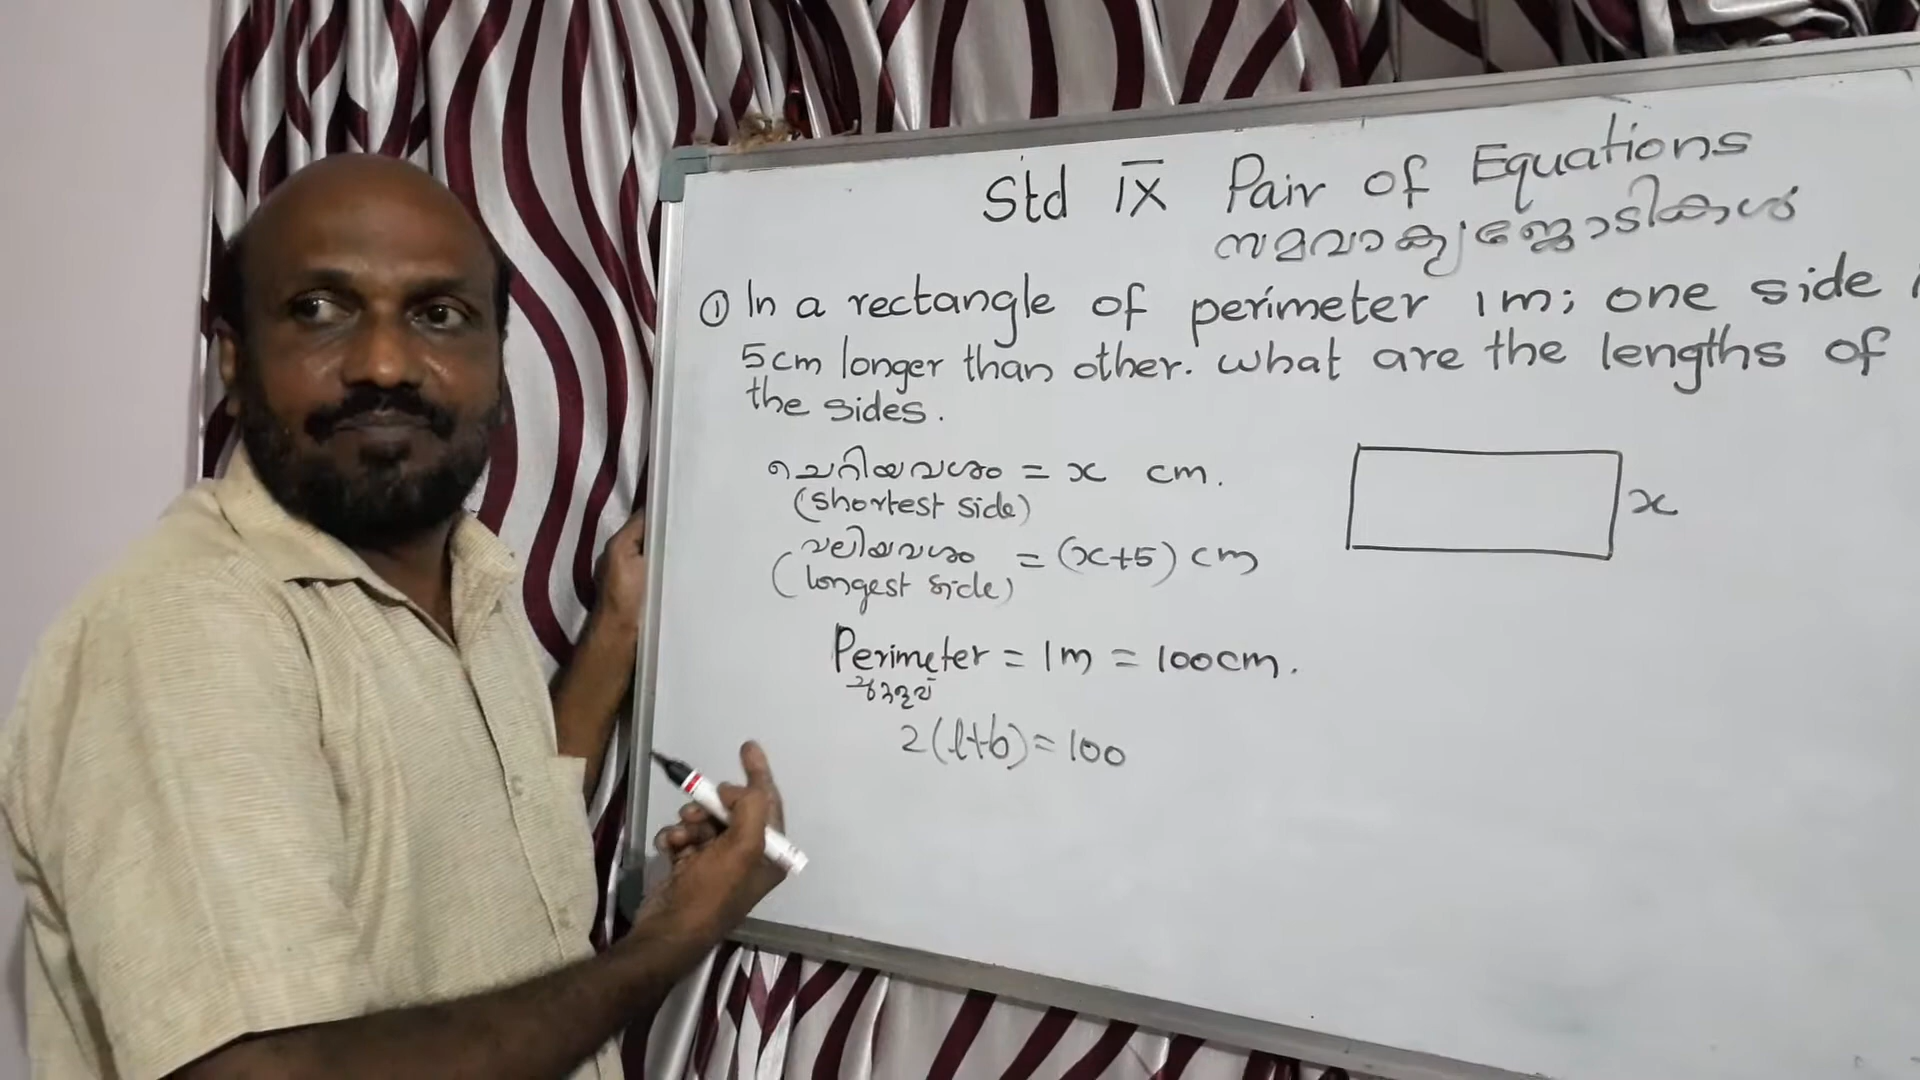 Std IX Pair of Equations
സമവാക്യജോടികൾ
① In a rectangle of perimeter 1m; one side
5cm longer than other. what are the lengths of
the sides.
ചെറിയവശം = x cm.
(shortest side)
x
വലിയവശം = (x+5) cm
(longest side)
Perimeter = 1m = 100cm.
ചുറ്റളവ്
2(l+b) = 100